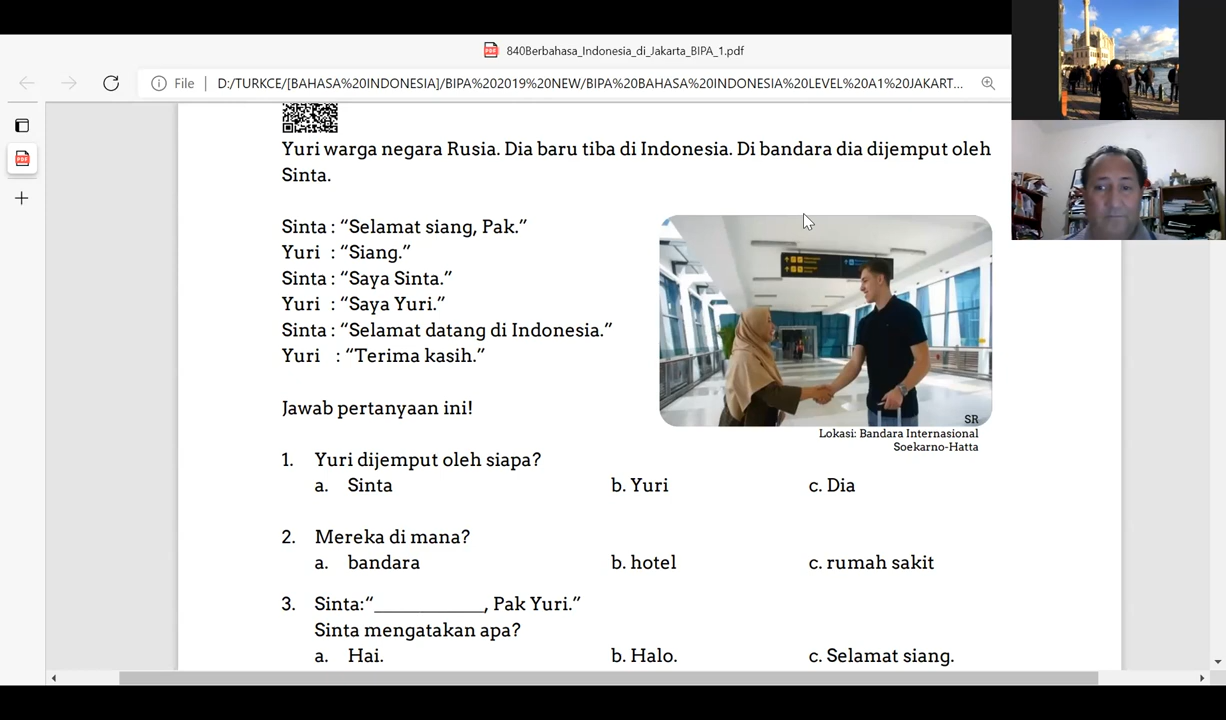 840Berbahasa_Indonesia_di_Jakarta_BIPA_1.pdf
File | D:/TURKCE/[BAHASA%20INDONESIA]/BIPA%202019%20NEW/BIPA%20BAHASA%20INDONESIA%20LEVEL%20A1%20JAKART...
Yuri warga negara Rusia. Dia baru tiba di Indonesia. Di bandara dia dijemput oleh
Sinta.
Sinta : “Selamat siang, Pak.”
Yuri : “Siang.”
Sinta : “Saya Sinta.”
Yuri : “Saya Yuri.”
Sinta : “Selamat datang di Indonesia.”
Yuri : “Terima kasih.”
SR
Lokasi: Bandara Internasional
Soekarno-Hatta
Jawab pertanyaan ini!
1. Yuri dijemput oleh siapa?
a. Sinta b. Yuri c. Dia
2. Mereka di mana?
a. bandara b. hotel c. rumah sakit
3. Sinta:“____________, Pak Yuri.”
Sinta mengatakan apa?
a. Hai. b. Halo. c. Selamat siang.